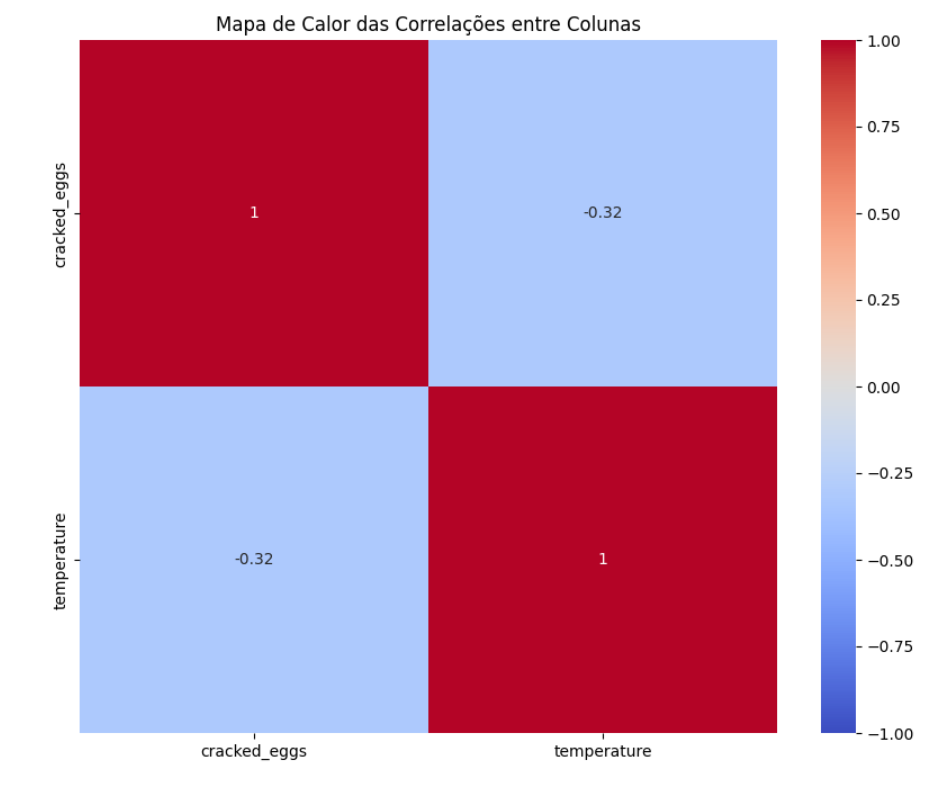 Mapa de Calor das Correlações entre Colunas
cracked_eggs
1
-0.32
temperature
-0.32
1
cracked_eggs
temperature
1.00
0.75
0.50
0.25
0.00
−0.25
−0.50
−0.75
−1.00